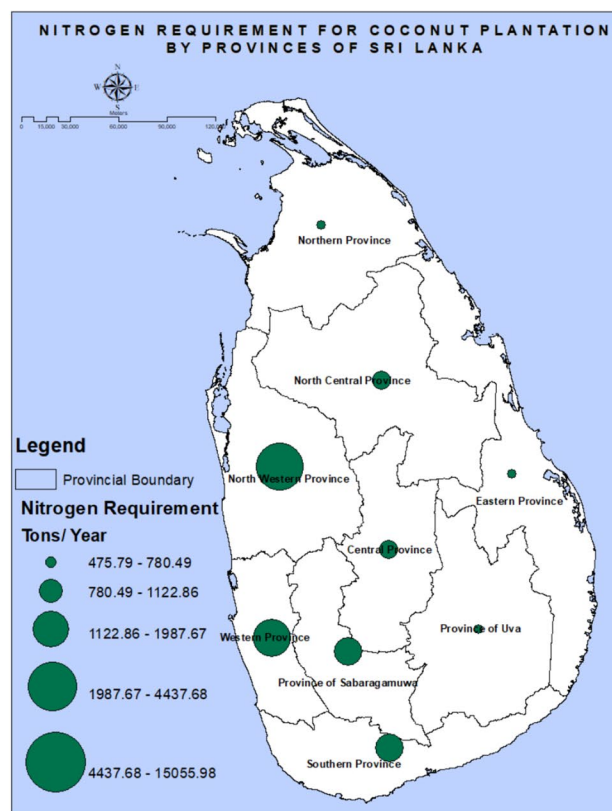 NITROGEN REQUIREMENT FOR COCONUT PLANTATION
BY PROVINCES OF SRI LANKA
N
W E
S
Meters
0 15,000 30,000 60,000 90,000 120,000
Northern Province
North Central Province
North Western Province
Eastern Province
Central Province
Western Province
Province of Uva
Province of Sabaragamuwa
Southern Province
Legend
Provincial Boundary
Nitrogen Requirement
Tons/ Year
475.79 - 780.49
780.49 - 1122.86
1122.86 - 1987.67
1987.67 - 4437.68
4437.68 - 15055.98